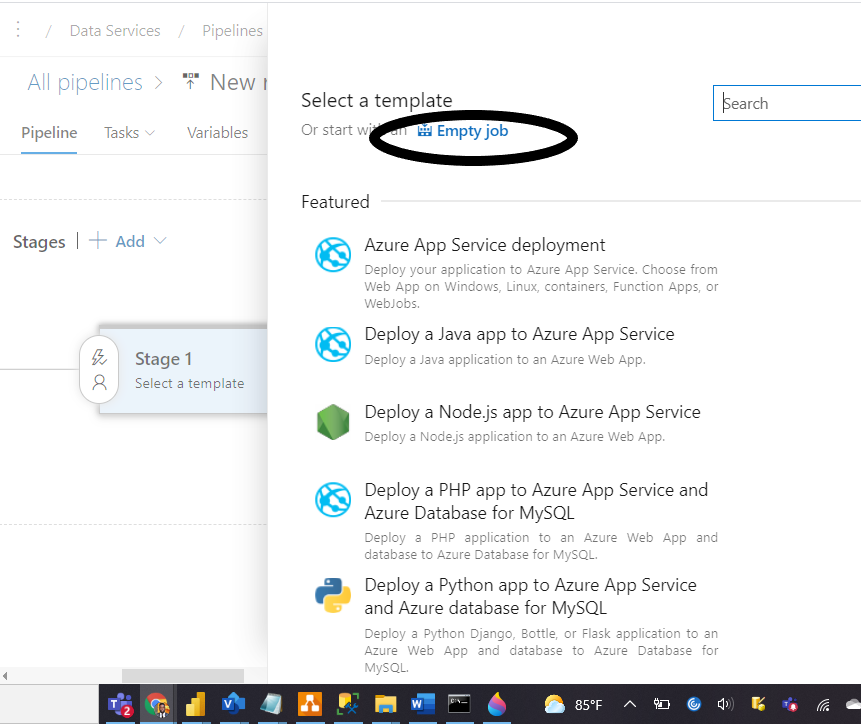 / Data Services / Pipelines
All pipelines > New r
Pipeline Tasks Variables
Stages | + Add
Stage 1
Select a template
Select a template
Search
Or start with an Empty job
Featured
Azure App Service deployment
Deploy your application to Azure App Service. Choose from
Web App on Windows, Linux, containers, Function Apps, or
WebJobs.
Deploy a Java app to Azure App Service
Deploy a Java application to an Azure Web App.
Deploy a Node.js app to Azure App Service
Deploy a Node.js application to an Azure Web App.
Deploy a PHP app to Azure App Service and
Azure Database for MySQL
Deploy a PHP application to an Azure Web App and
database to Azure Database for MySQL.
Deploy a Python app to Azure App Service
and Azure database for MySQL
Deploy a Python Django, Bottle, or Flask application to an
Azure Web App and database to Azure Database for
MySQL.
2
85°F